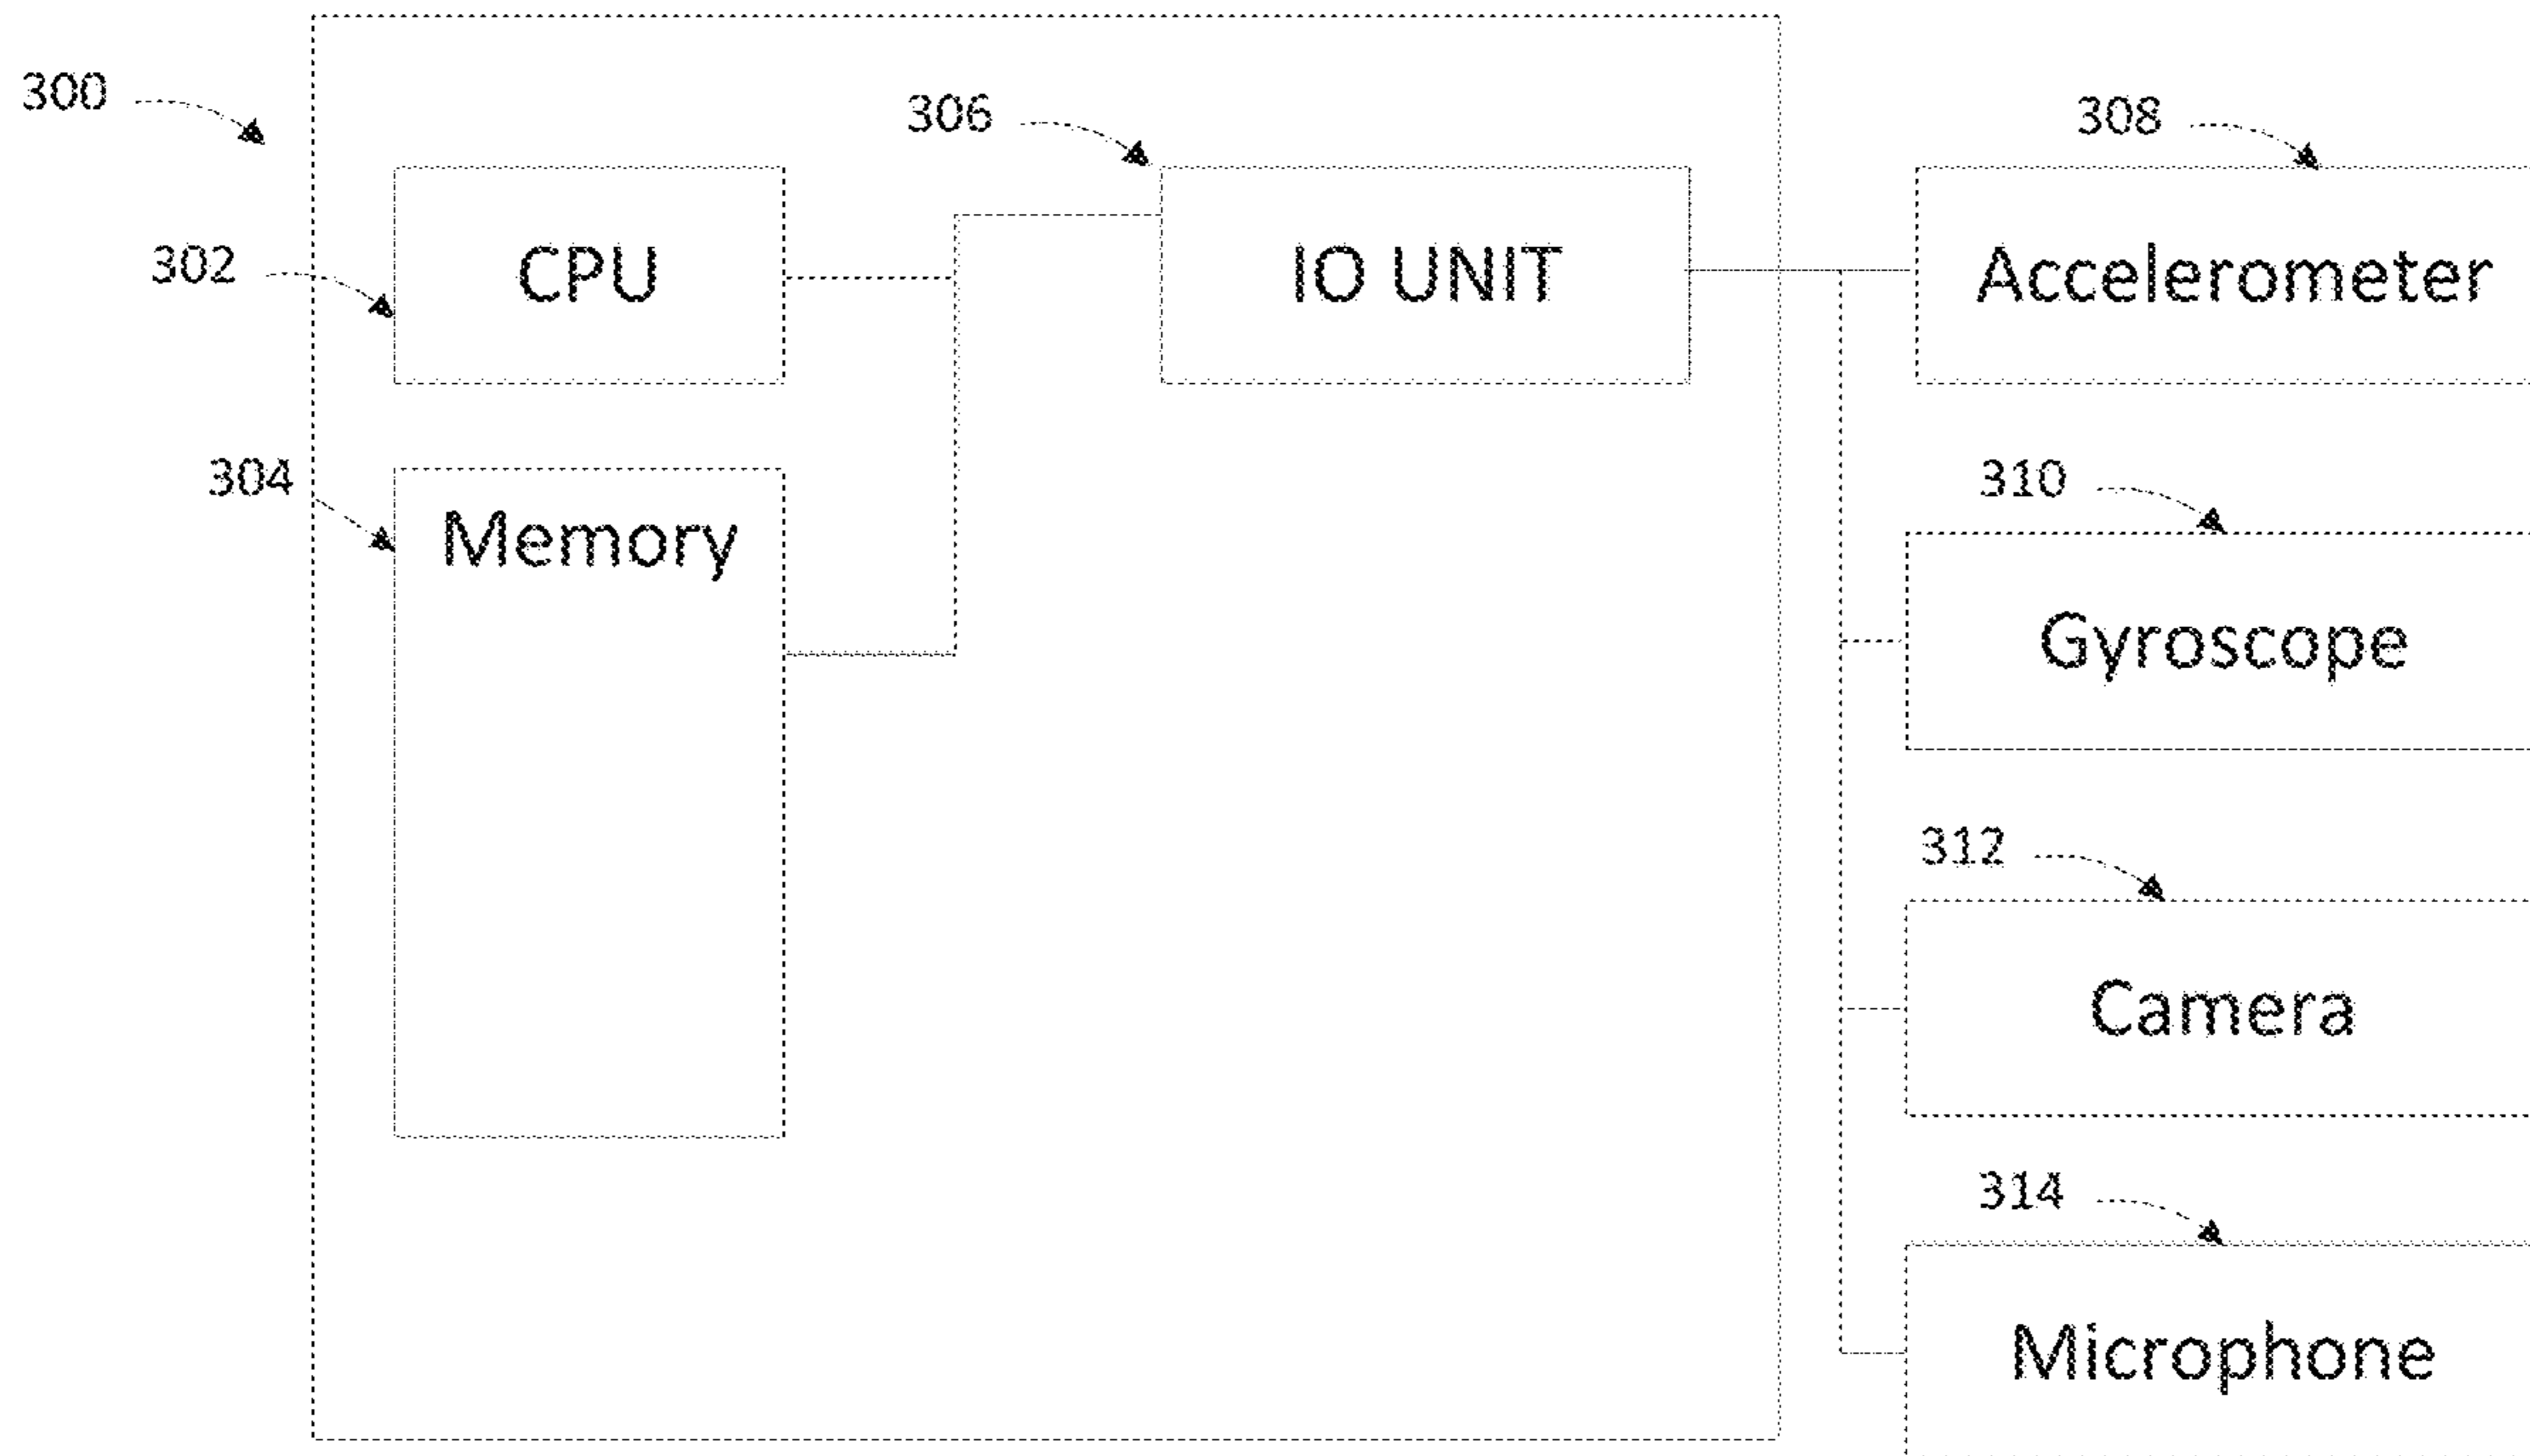 300
306
308
302
CPU
IO UNIT
Accelerometer
304
Memory
310
Gyroscope
312
Camera
314
Microphone